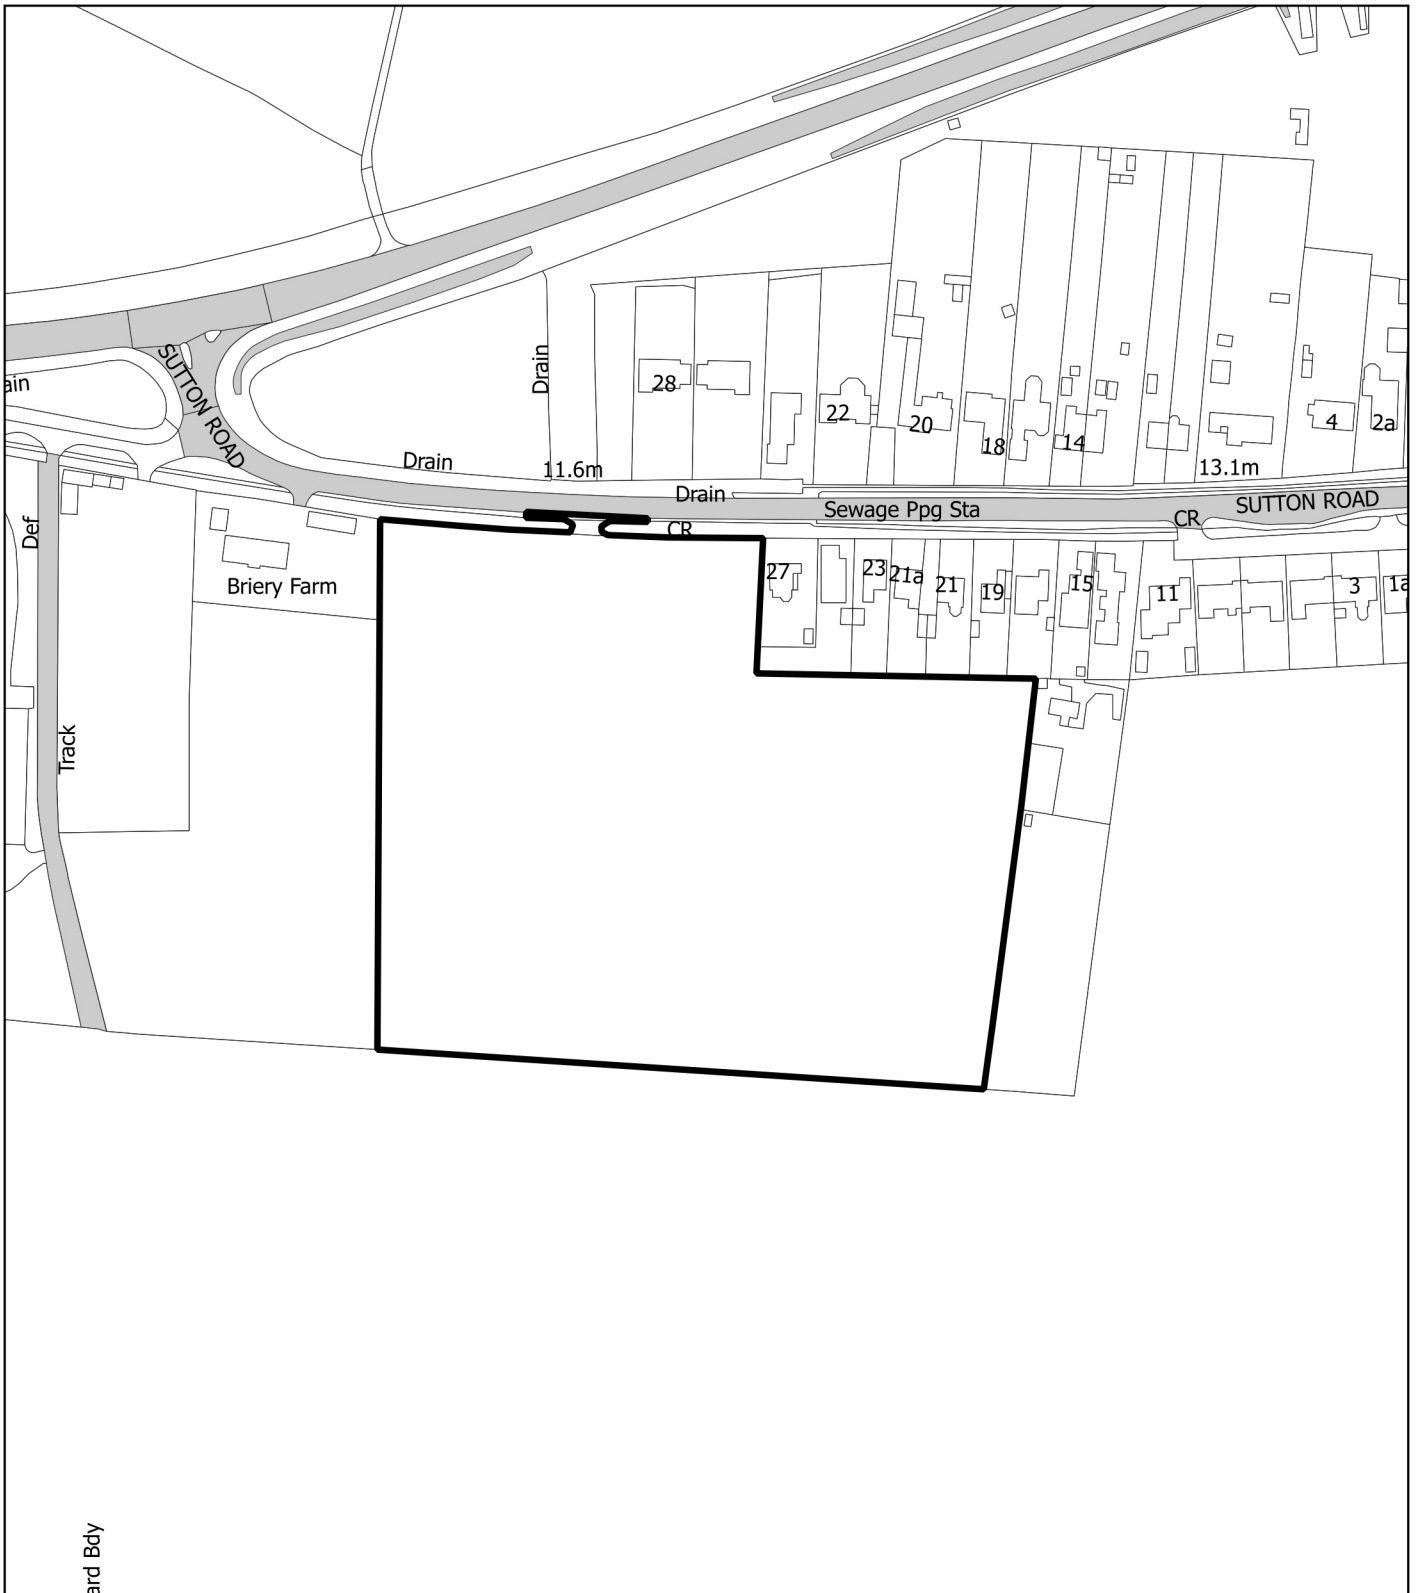 SUTTON ROAD
ain
Drain
28
22
20
18
14
4
2a
Drain
11.6m
13.1m
Drain
Sewage Ppg Sta
SUTTON ROAD
CR
CR
Def
Briery Farm
27
23
21a
21
19
15
11
3
1a
Track
ard Bdy